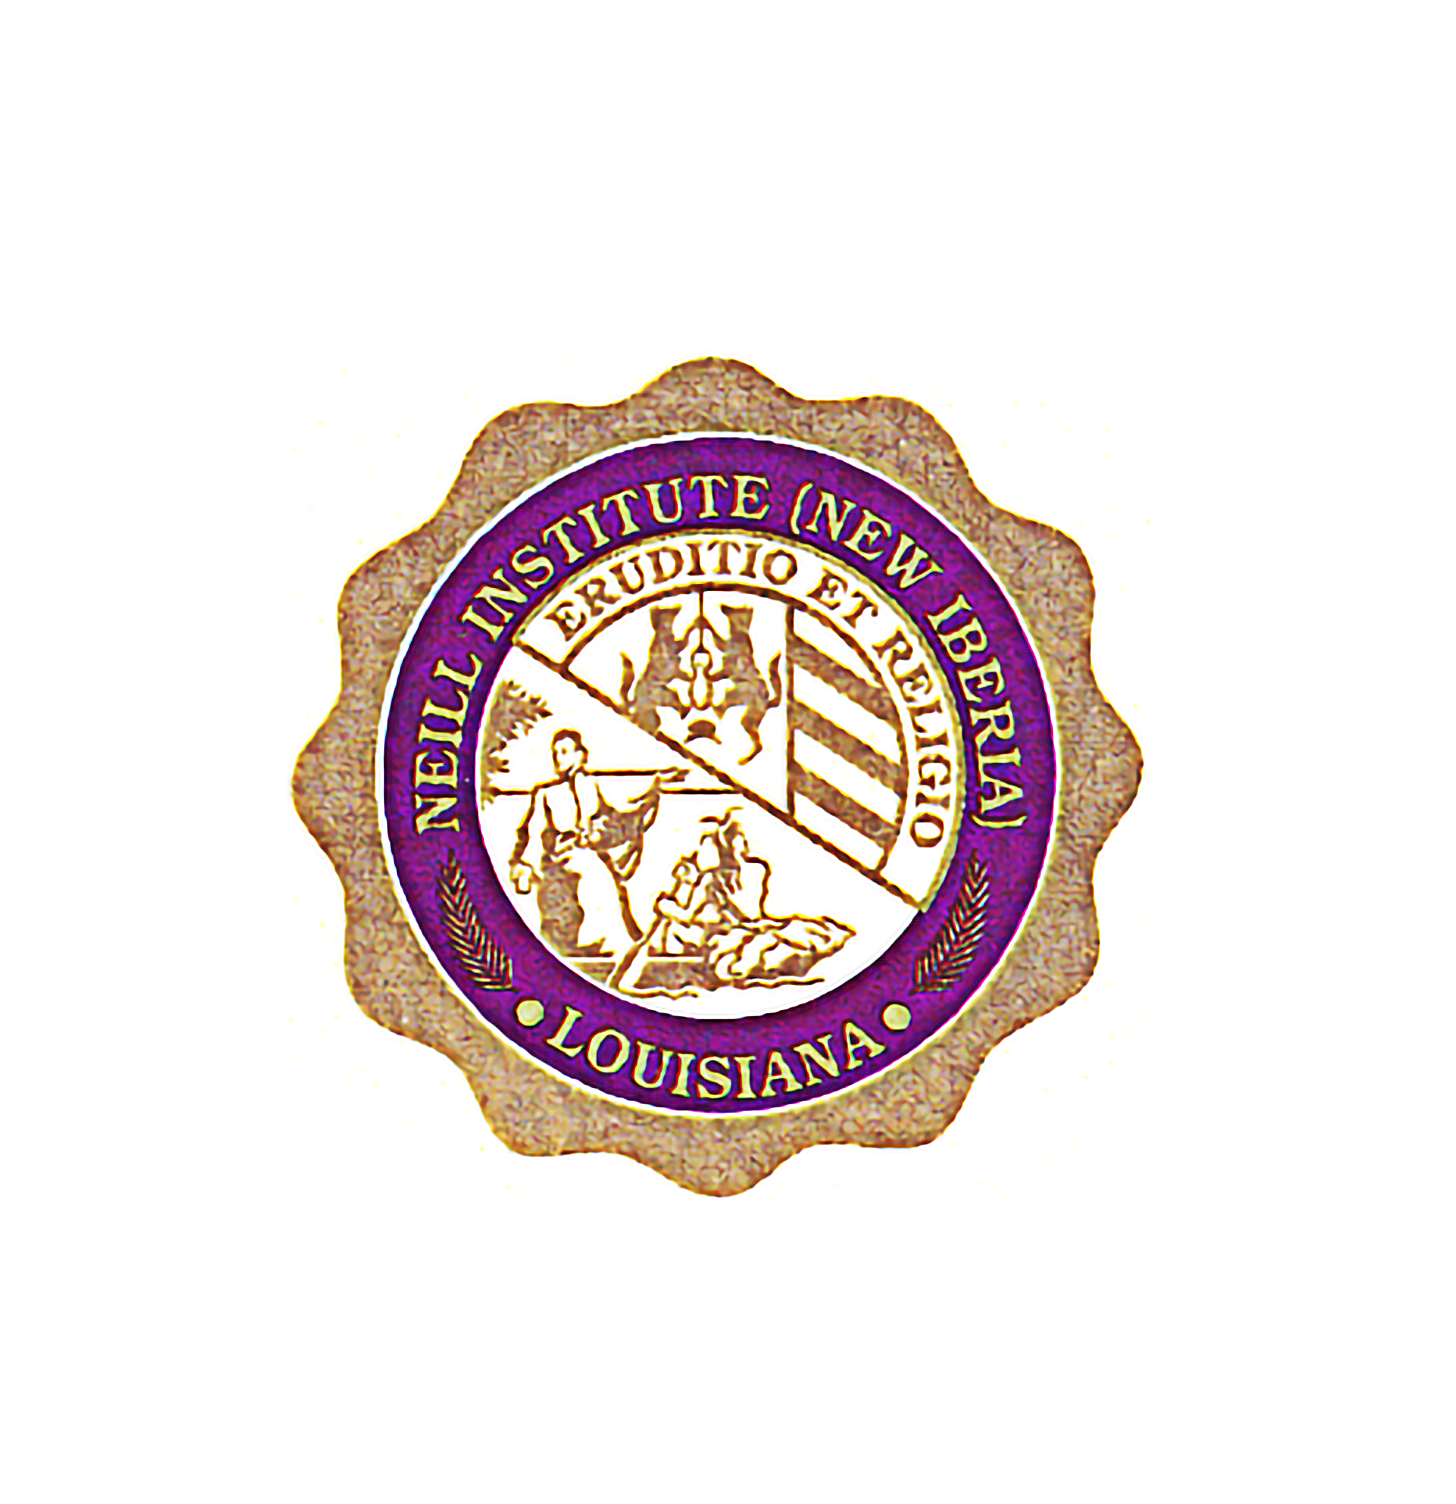 NEILL INSTITUTE (NEW IBERIA)
ERUDITIO ET RELIGIO
LOUISIANA